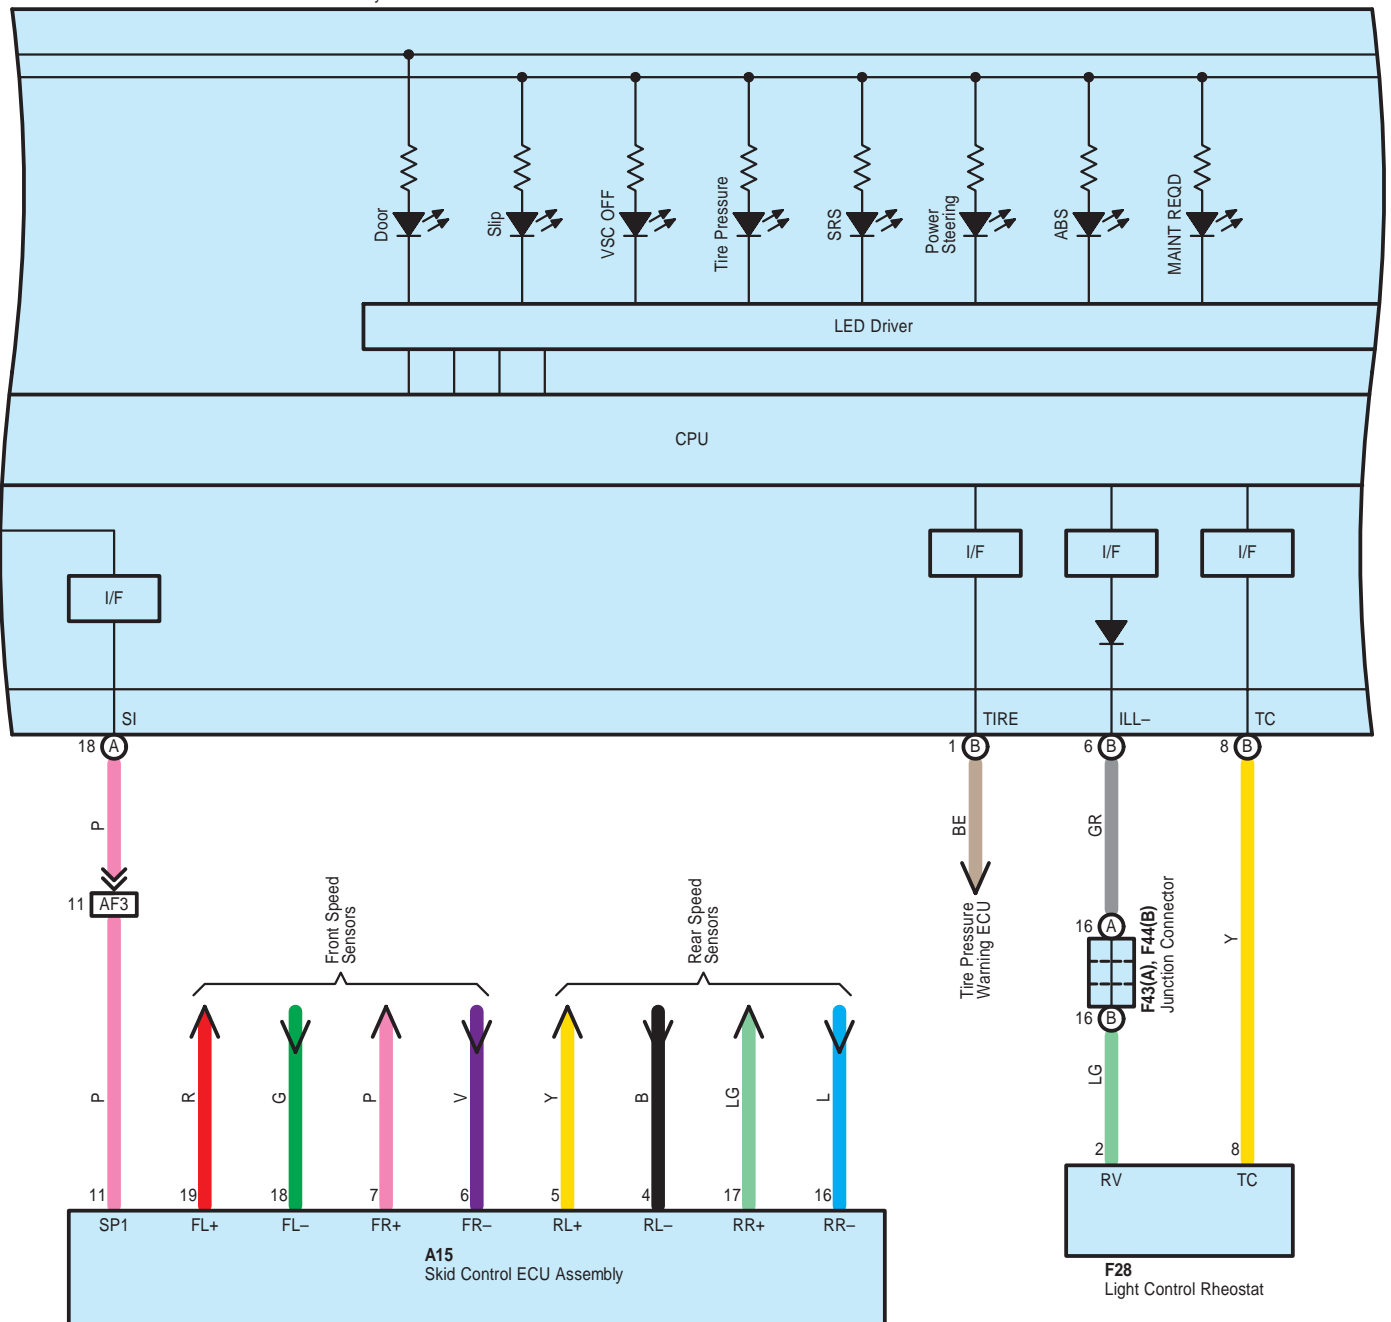 Door
Slip
VSC OFF
Tire Pressure
SRS
Power
Steering
ABS
MAINT REQD
LED Driver
CPU
I/F
I/F
I/F
I/F
SI
TIRE
ILL–
TC
18 A
1 B
6 B
8 B
P
BE
GR
11 AF3
Front Speed
Sensors
Rear Speed
Sensors
Tire Pressure
Warning ECU
16 A
F43(A), F44(B)
Junction Connector
16 B
Y
P
R
G
P
V
Y
B
LG
L
LG
11
19
18
7
6
5
4
17
16
2
8
SP1
FL+
FL–
FR+
FR–
RL+
RL–
RR+
RR–
RV
TC
A15
Skid Control ECU Assembly
F28
Light Control Rheostat